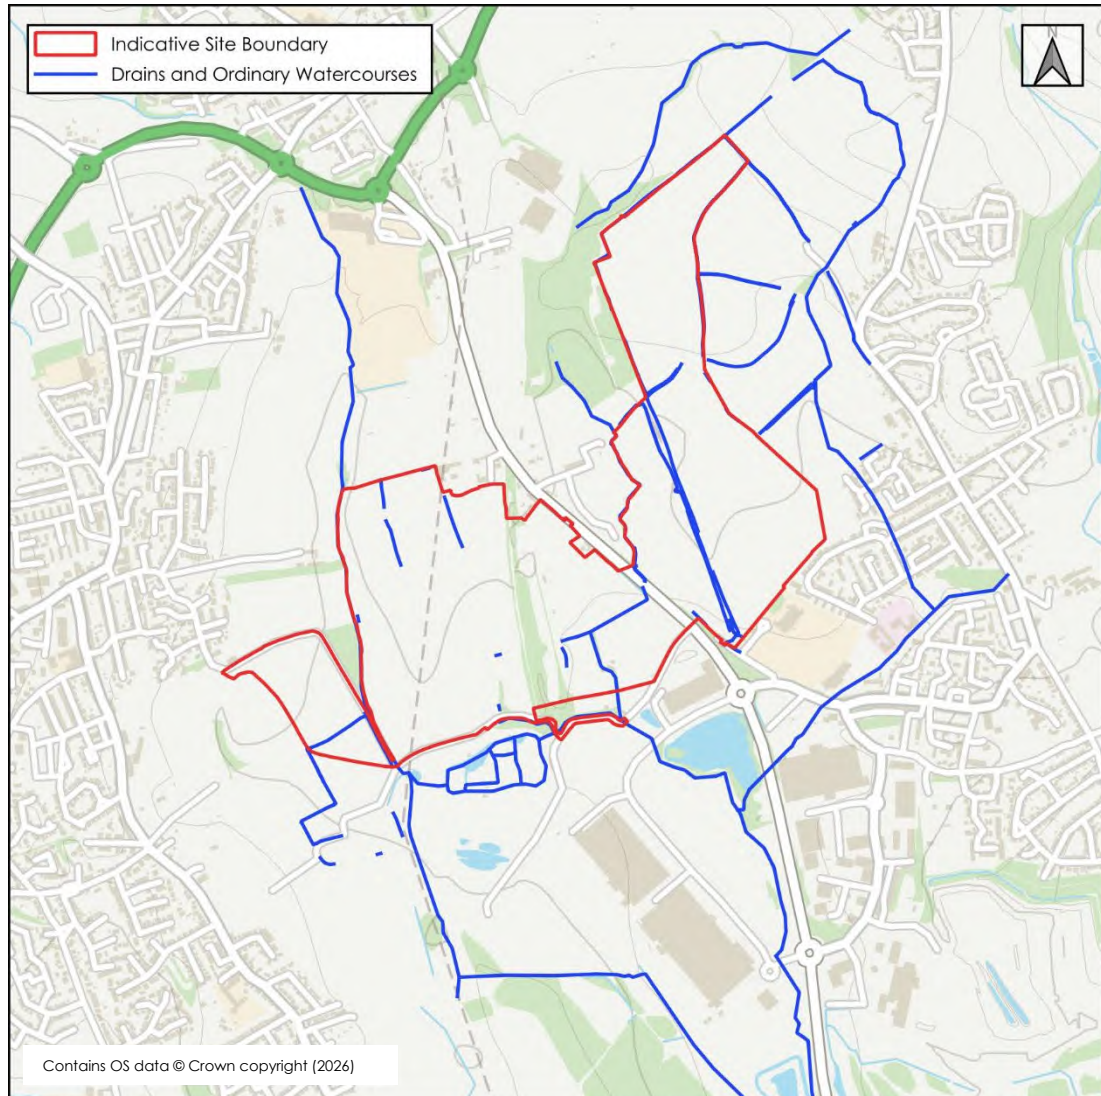 Indicative Site Boundary
Drains and Ordinary Watercourses
N
Contains OS data © Crown copyright (2026)